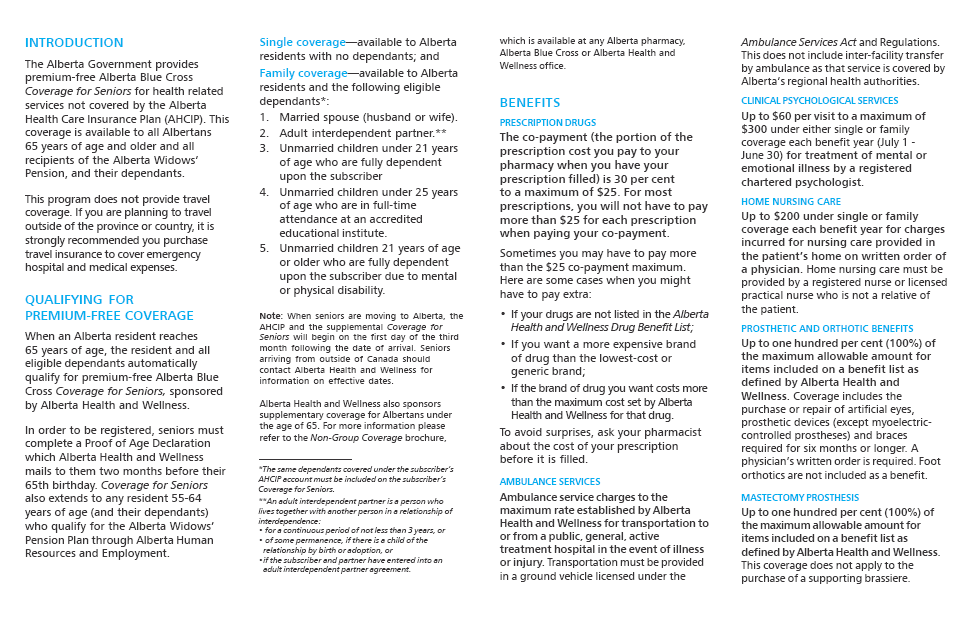 INTRODUCTION
The Alberta Government provides
premium-free Alberta Blue Cross
Coverage for Seniors for health related
services not covered by the Alberta
Health Care Insurance Plan (AHCIP). This
coverage is available to all Albertans
65 years of age and older and all
recipients of the Alberta Widows’
Pension, and their dependants.
This program does not provide travel
coverage. If you are planning to travel
outside of the province or country, it is
strongly recommended you purchase
travel insurance to cover emergency
hospital and medical expenses.
QUALIFYING FOR
PREMIUM-FREE COVERAGE
When an Alberta resident reaches
65 years of age, the resident and all
eligible dependants automatically
qualify for premium-free Alberta Blue
Cross Coverage for Seniors, sponsored
by Alberta Health and Wellness.
In order to be registered, seniors must
complete a Proof of Age Declaration
which Alberta Health and Wellness
mails to them two months before their
65th birthday. Coverage for Seniors
also extends to any resident 55-64
years of age (and their dependants)
who qualify for the Alberta Widows’
Pension Plan through Alberta Human
Resources and Employment.
Single coverage—available to Alberta
residents with no dependants; and
Family coverage—available to Alberta
residents and the following eligible
dependants*:
1. Married spouse (husband or wife).
2. Adult interdependent partner.**
3. Unmarried children under 21 years
of age who are fully dependent
upon the subscriber
4. Unmarried children under 25 years
of age who are in full-time
attendance at an accredited
educational institute.
5. Unmarried children 21 years of age
or older who are fully dependent
upon the subscriber due to mental
or physical disability.
Note: When seniors are moving to Alberta, the
AHCIP and the supplemental Coverage for
Seniors will begin on the first day of the third
month following the date of arrival. Seniors
arriving from outside of Canada should
contact Alberta Health and Wellness for
information on effective dates.
Alberta Health and Wellness also sponsors
supplementary coverage for Albertans under
the age of 65. For more information please
refer to the Non-Group Coverage brochure,
*The same dependants covered under the subscriber’s
AHCIP account must be included on the subscriber’s
Coverage for Seniors.
**An adult interdependent partner is a person who
lives together with another person in a relationship of
interdependence:
• for a continuous period of not less than 3 years, or
• of some permanence, if there is a child of the
relationship by birth or adoption, or
•if the subscriber and partner have entered into an
adult interdependent partner agreement.
which is available at any Alberta pharmacy,
Alberta Blue Cross or Alberta Health and
Wellness office.
BENEFITS
PRESCRIPTION DRUGS
The co-payment (the portion of the
prescription cost you pay to your
pharmacy when you have your
prescription filled) is 30 per cent
to a maximum of $25. For most
prescriptions, you will not have to pay
more than $25 for each prescription
when paying your co-payment.
Sometimes you may have to pay more
than the $25 co-payment maximum.
Here are some cases when you might
have to pay extra:
• If your drugs are not listed in the Alberta
Health and Wellness Drug Benefit List;
• If you want a more expensive brand
of drug than the lowest-cost or
generic brand;
• If the brand of drug you want costs more
than the maximum cost set by Alberta
Health and Wellness for that drug.
To avoid surprises, ask your pharmacist
about the cost of your prescription
before it is filled.
AMBULANCE SERVICES
Ambulance service charges to the
maximum rate established by Alberta
Health and Wellness for transportation to
or from a public, general, active
treatment hospital in the event of illness
or injury. Transportation must be provided
in a ground vehicle licensed under the
Ambulance Services Act and Regulations.
This does not include inter-facility transfer
by ambulance as that service is covered by
Alberta’s regional health authorities.
CLINICAL PSYCHOLOGICAL SERVICES
Up to $60 per visit to a maximum of
$300 under either single or family
coverage each benefit year (July 1 -
June 30) for treatment of mental or
emotional illness by a registered
chartered psychologist.
HOME NURSING CARE
Up to $200 under single or family
coverage each benefit year for charges
incurred for nursing care provided in
the patient’s home on written order of
a physician. Home nursing care must be
provided by a registered nurse or licensed
practical nurse who is not a relative of
the patient.
PROSTHETIC AND ORTHOTIC BENEFITS
Up to one hundred per cent (100%) of
the maximum allowable amount for
items included on a benefit list as
defined by Alberta Health and
Wellness. Coverage includes the
purchase or repair of artificial eyes,
prosthetic devices (except myoelectric-
controlled prostheses) and braces
required for six months or longer. A
physician’s written order is required. Foot
orthotics are not included as a benefit.
MASTECTOMY PROSTHESIS
Up to one hundred per cent (100%) of
the maximum allowable amount for
items included on a benefit list as
defined by Alberta Health and Wellness.
This coverage does not apply to the
purchase of a supporting brassiere.